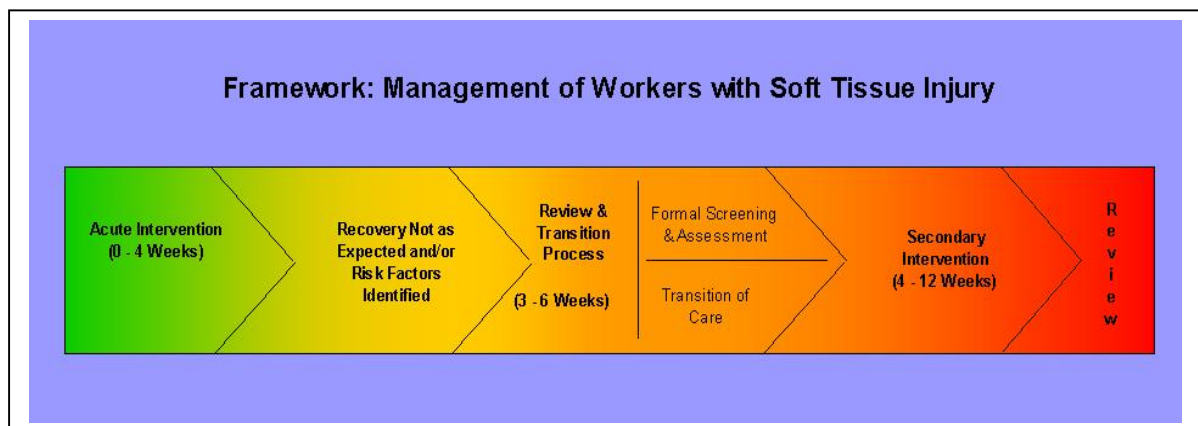 Framework: Management of Workers with Soft Tissue Injury
Acute Intervention
(0 - 4 Weeks)
Recovery Not as
Expected and/or
Risk Factors
Identified
Review &
Transition
Process
(3 - 6 Weeks)
Formal Screening
& Assessment
Transition of
Care
Secondary
Intervention
(4 - 12 Weeks)
R
e
v
i
e
w